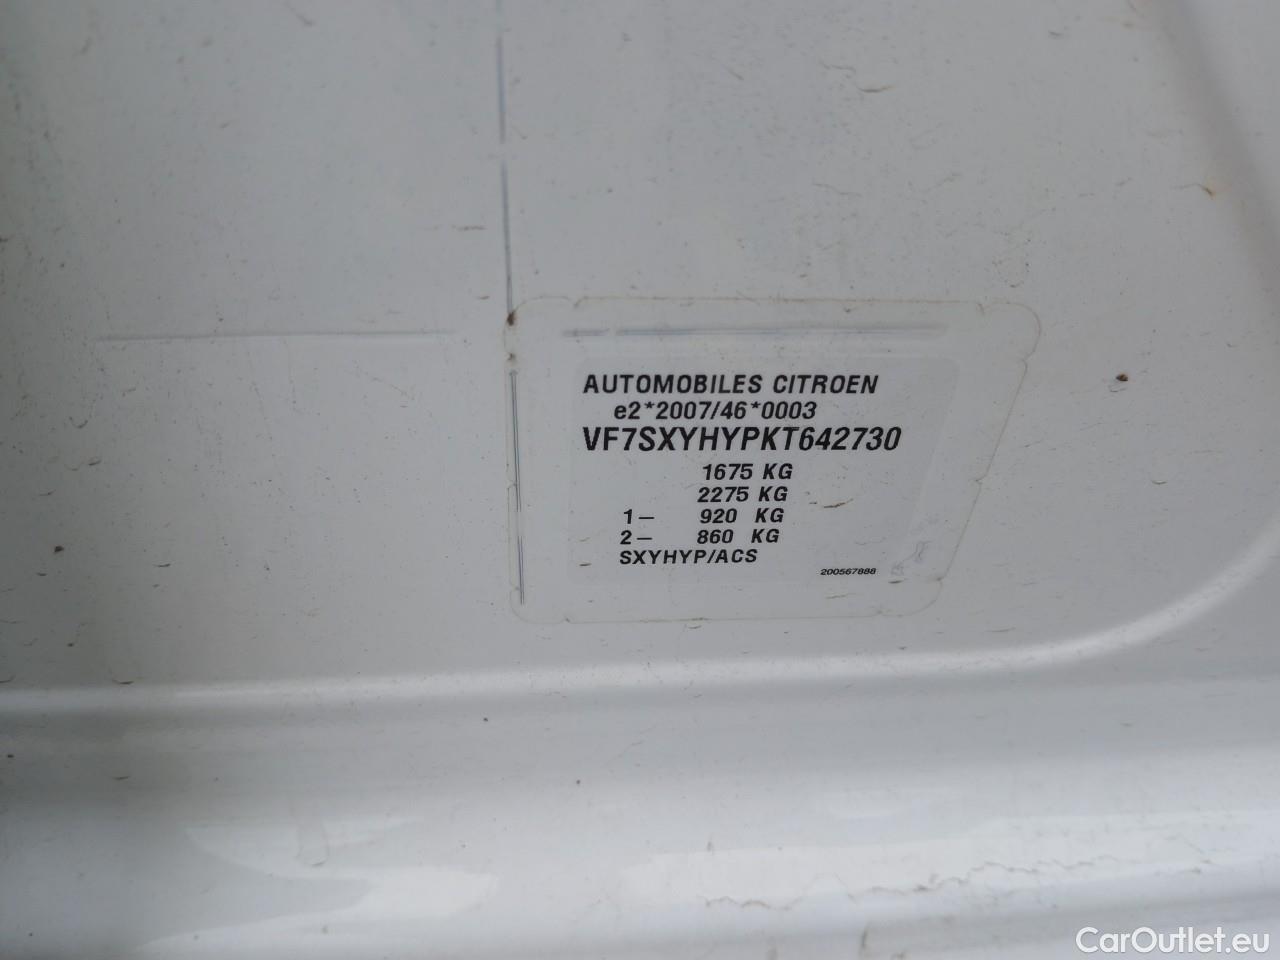 AUTOMOBILES CITROEN
e2*2007/46*0003
VF7SXYHYPKT642730
1675 KG
2275 KG
1– 920 KG
2– 860 KG
SXYHYP/ACS
200567888
CarOutlet.eu